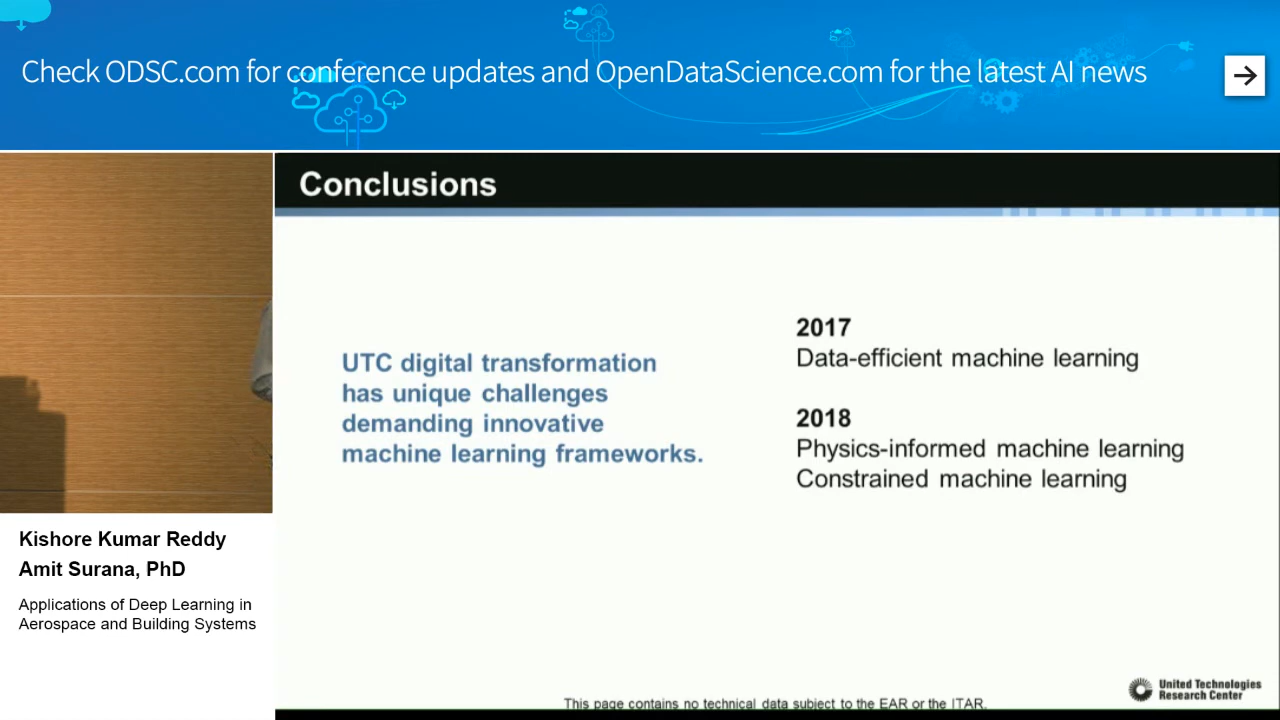 Check ODSC.com for conference updates and OpenDataScience.com for the latest AI news
Conclusions
UTC digital transformation
has unique challenges
demanding innovative
machine learning frameworks.
2017
Data-efficient machine learning
2018
Physics-informed machine learning
Constrained machine learning
Kishore Kumar Reddy
Amit Surana, PhD
Applications of Deep Learning in
Aerospace and Building Systems
United Technologies
Research Center
This page contains no technical data subject to the EAR or the ITAR.